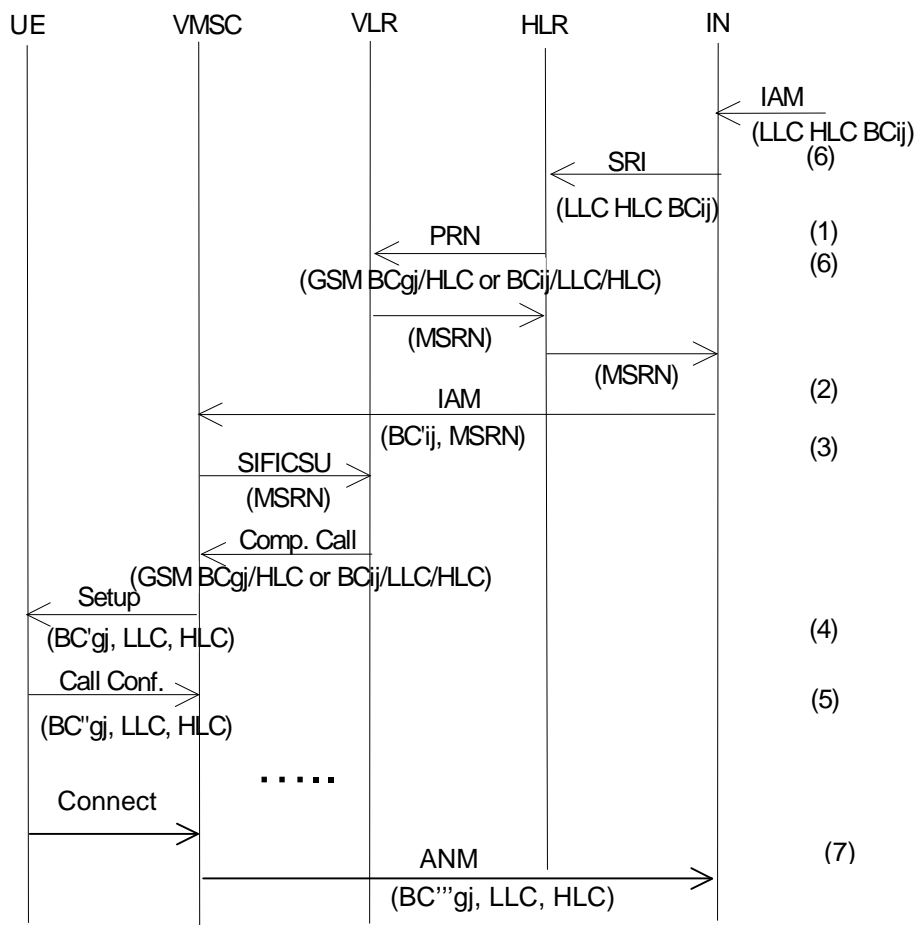 UE VMSC VLR HLR IN
IAM
(LLC HLC BCij)
(6)
SRI
(LLC HLC BCij)
(1)
PRN
(6)
(GSM BCgj/HLC or BCij/LLC/HLC)
(MSRN)
(MSRN)
(2)
IAM
(BC'ij, MSRN)
(3)
SIFICSU
(MSRN)
Comp. Call
(GSM BCgj/HLC or BCij/LLC/HLC)
Setup
(BC'gj, LLC, HLC)
(4)
Call Conf.
(5)
(BC"gj, LLC, HLC)
.....
Connect
ANM
(7)
(BC'''gj, LLC, HLC)